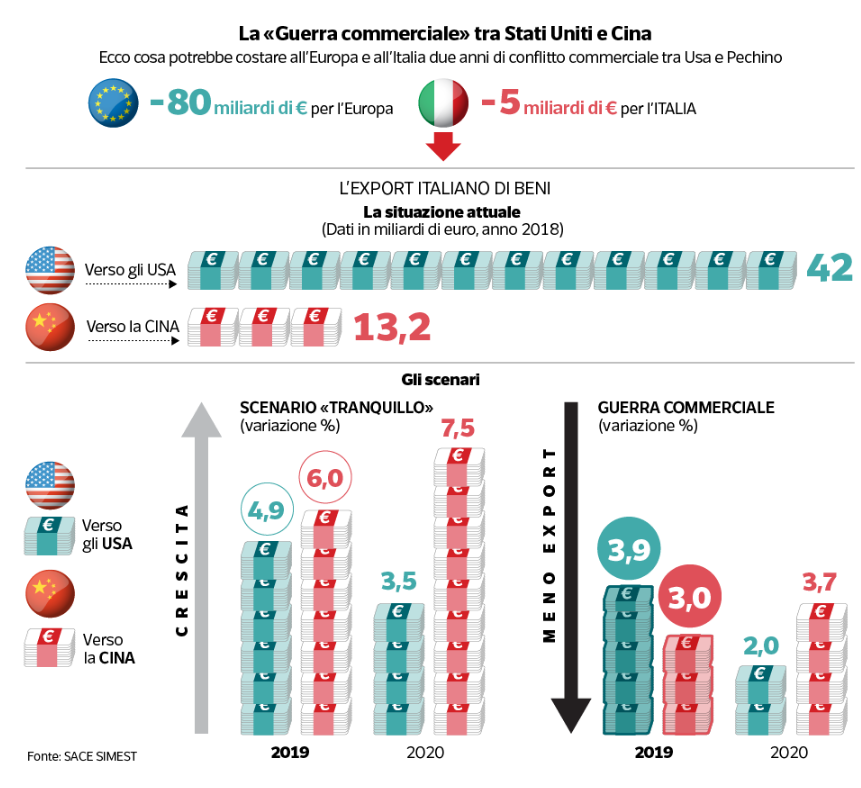 La «Guerra commerciale» tra Stati Uniti e Cina
Ecco cosa potrebbe costare all'Europa e all'Italia due anni di conflitto commerciale tra Usa e Pechino
-80 miliardi di € per l'Europa
-5 miliardi di € per l'ITALIA
L'EXPORT ITALIANO DI BENI
La situazione attuale
(Dati in miliardi di euro, anno 2018)
Verso gli USA
€ € € € € € € € € € € €
42
Verso la CINA
€ € €
13,2
Gli scenari
CRESCITA
SCENARIO «TRANQUILLO»
(variazione %)
4,9
6,0
3,5
7,5
2019
2020
MENO EXPORT
GUERRA COMMERCIALE
(variazione %)
3,9
3,0
2,0
3,7
2019
2020
€
Verso
gli USA
€
Verso
la CINA
Fonte: SACE SIMEST